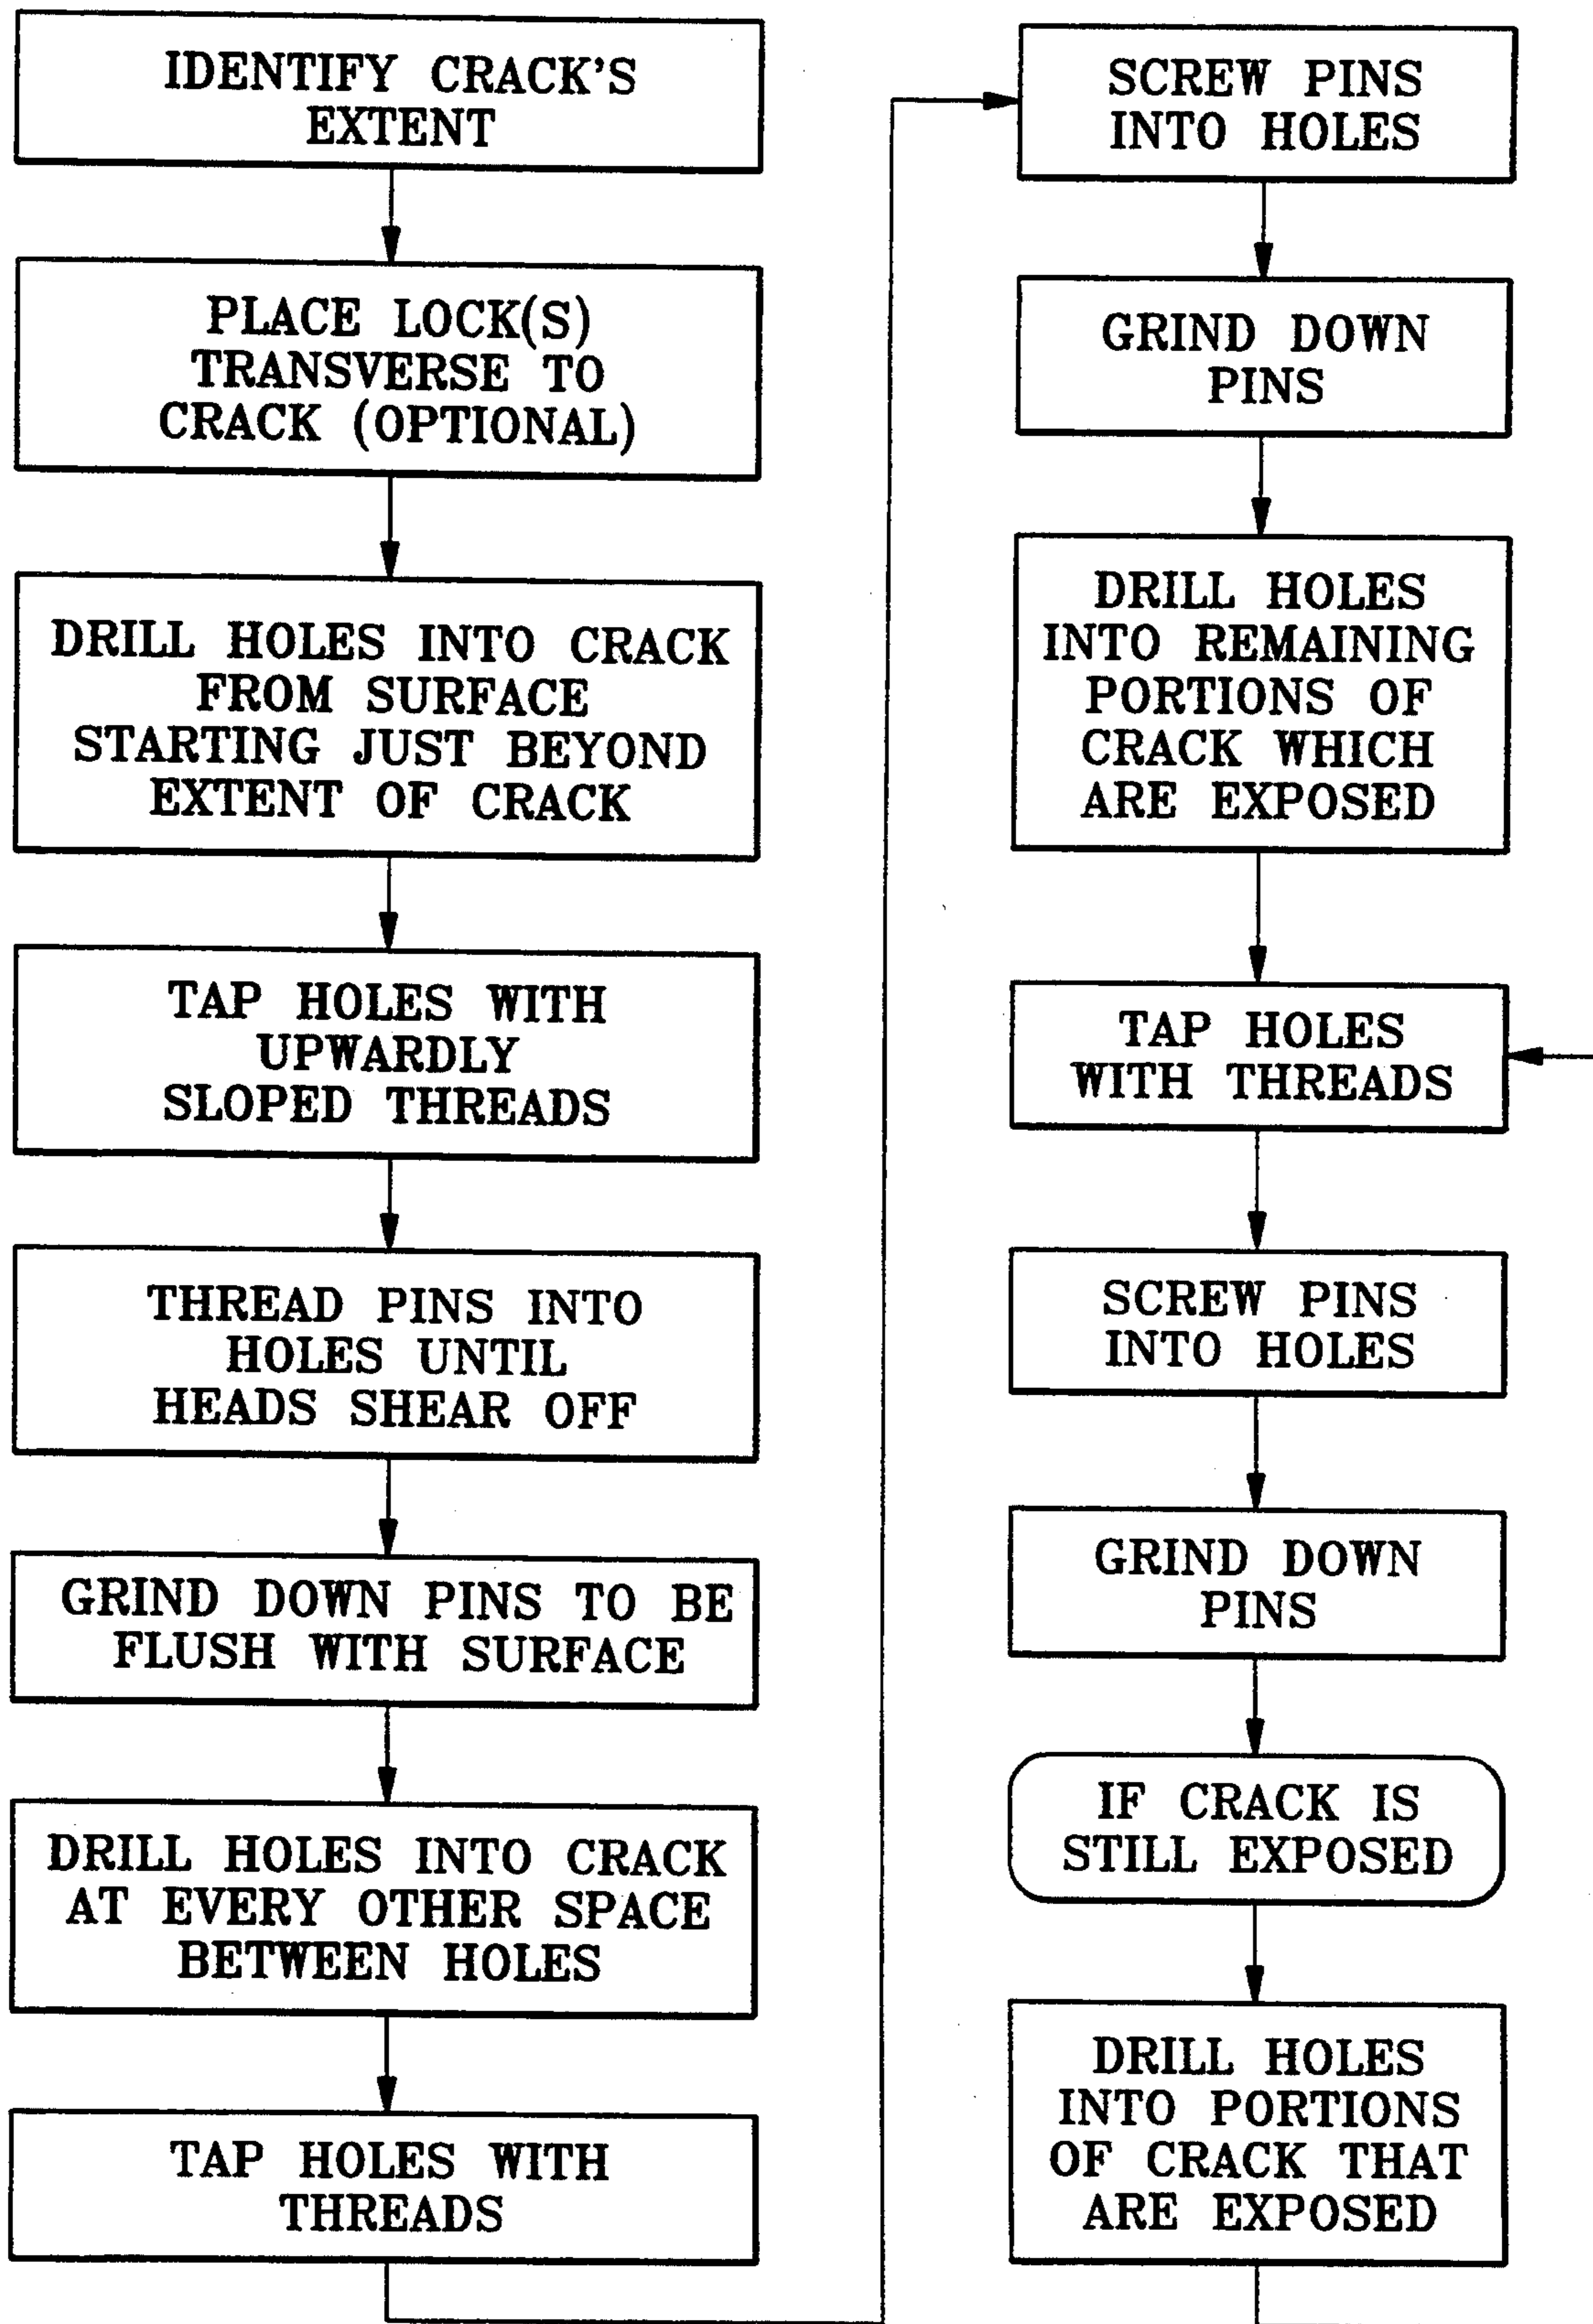 IDENTIFY CRACK'S
EXTENT
PLACE LOCK(S)
TRANSVERSE TO
CRACK (OPTIONAL)
DRILL HOLES INTO CRACK
FROM SURFACE
STARTING JUST BEYOND
EXTENT OF CRACK
TAP HOLES WITH
UPWARDLY
SLOPED THREADS
THREAD PINS INTO
HOLES UNTIL
HEADS SHEAR OFF
GRIND DOWN PINS TO BE
FLUSH WITH SURFACE
DRILL HOLES INTO CRACK
AT EVERY OTHER SPACE
BETWEEN HOLES
TAP HOLES WITH
THREADS
SCREW PINS
INTO HOLES
GRIND DOWN
PINS
DRILL HOLES
INTO REMAINING
PORTIONS OF
CRACK WHICH
ARE EXPOSED
TAP HOLES
WITH THREADS
SCREW PINS
INTO HOLES
GRIND DOWN
PINS
IF CRACK IS
STILL EXPOSED
DRILL HOLES
INTO PORTIONS
OF CRACK THAT
ARE EXPOSED